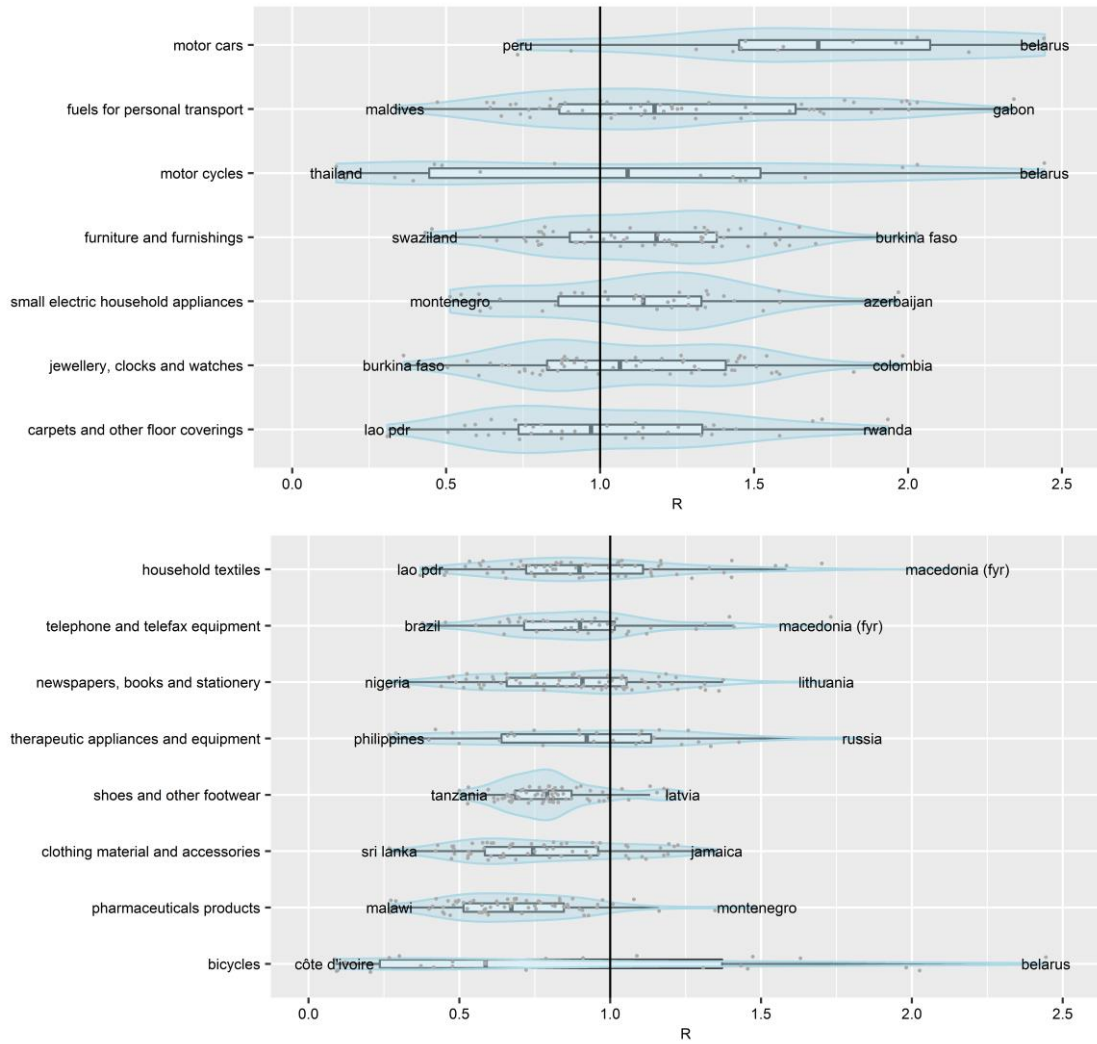 motor cars peru belarus
fuels for personal transport maldives gabon
motor cycles thailand belarus
furniture and furnishings swaziland burkina faso
small electric household appliances montenegro azerbaijan
jewellery, clocks and watches burkina faso colombia
carpets and other floor coverings lao pdr rwanda
0.0 0.5 1.0 1.5 2.0 2.5
R
household textiles lao pdr macedonia (fyr)
telephone and telefax equipment brazil macedonia (fyr)
newspapers, books and stationery nigeria lithuania
therapeutic appliances and equipment philippines russia
shoes and other footwear tanzania latvia
clothing material and accessories sri lanka jamaica
pharmaceuticals products malawi montenegro
bicycles côte d'ivoire belarus
0.0 0.5 1.0 1.5 2.0 2.5
R